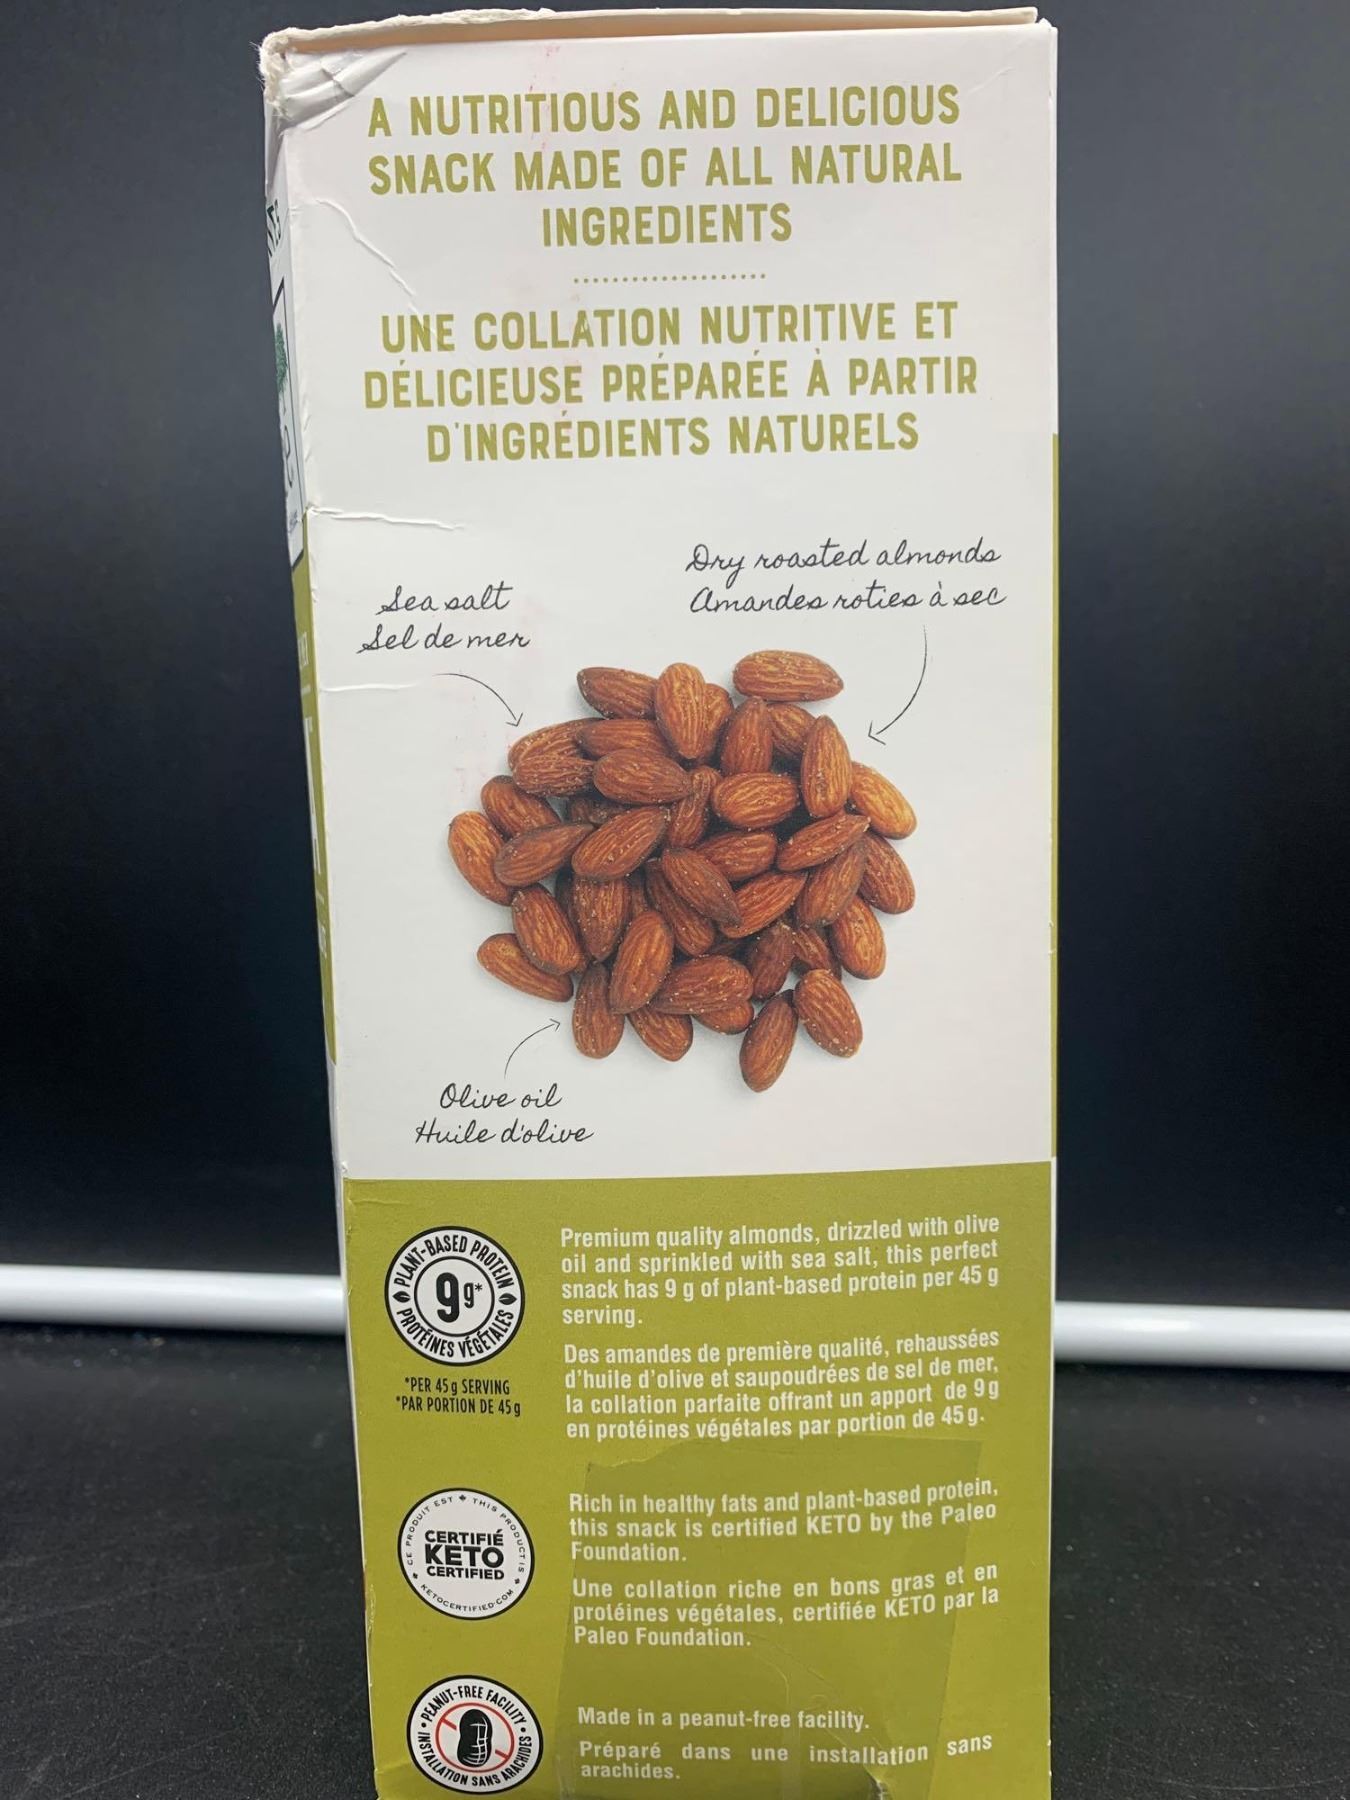 A NUTRITIOUS AND DELICIOUS
SNACK MADE OF ALL NATURAL
INGREDIENTS
UNE COLLATION NUTRITIVE ET
DÉLICIEUSE PRÉPARÉE À PARTIR
D'INGRÉDIENTS NATURELS
Dry roasted almonds
Amandes roties à sec
Sea salt
Sel de mer
Olive oil
Huile d'olive
PLANT-BASED PROTEIN
9g*
PROTÉINES VÉGÉTALES
*PER 45 g SERVING
*PAR PORTION DE 45 g
Premium quality almonds, drizzled with olive
oil and sprinkled with sea salt, this perfect
snack has 9 g of plant-based protein per 45 g
serving.
Des amandes de première qualité, rehaussées
d'huile d'olive et saupoudrées de sel de mer,
la collation parfaite offrant un apport de 9 g
en protéines végétales par portion de 45 g.
CE PRODUIT EST
THIS PRODUCT IS
CERTIFIÉ
KETO
CERTIFIED
KETOCERTIFIED.COM
Rich in healthy fats and plant-based protein,
this snack is certified KETO by the Paleo
Foundation.
Une collation riche en bons gras et en
protéines végétales, certifiée KETO par la
Paleo Foundation.
PEANUT-FREE FACILITY
INSTALLATION SANS ARACHIDES
Made in a peanut-free facility.
Préparé dans une installation sans
arachides.